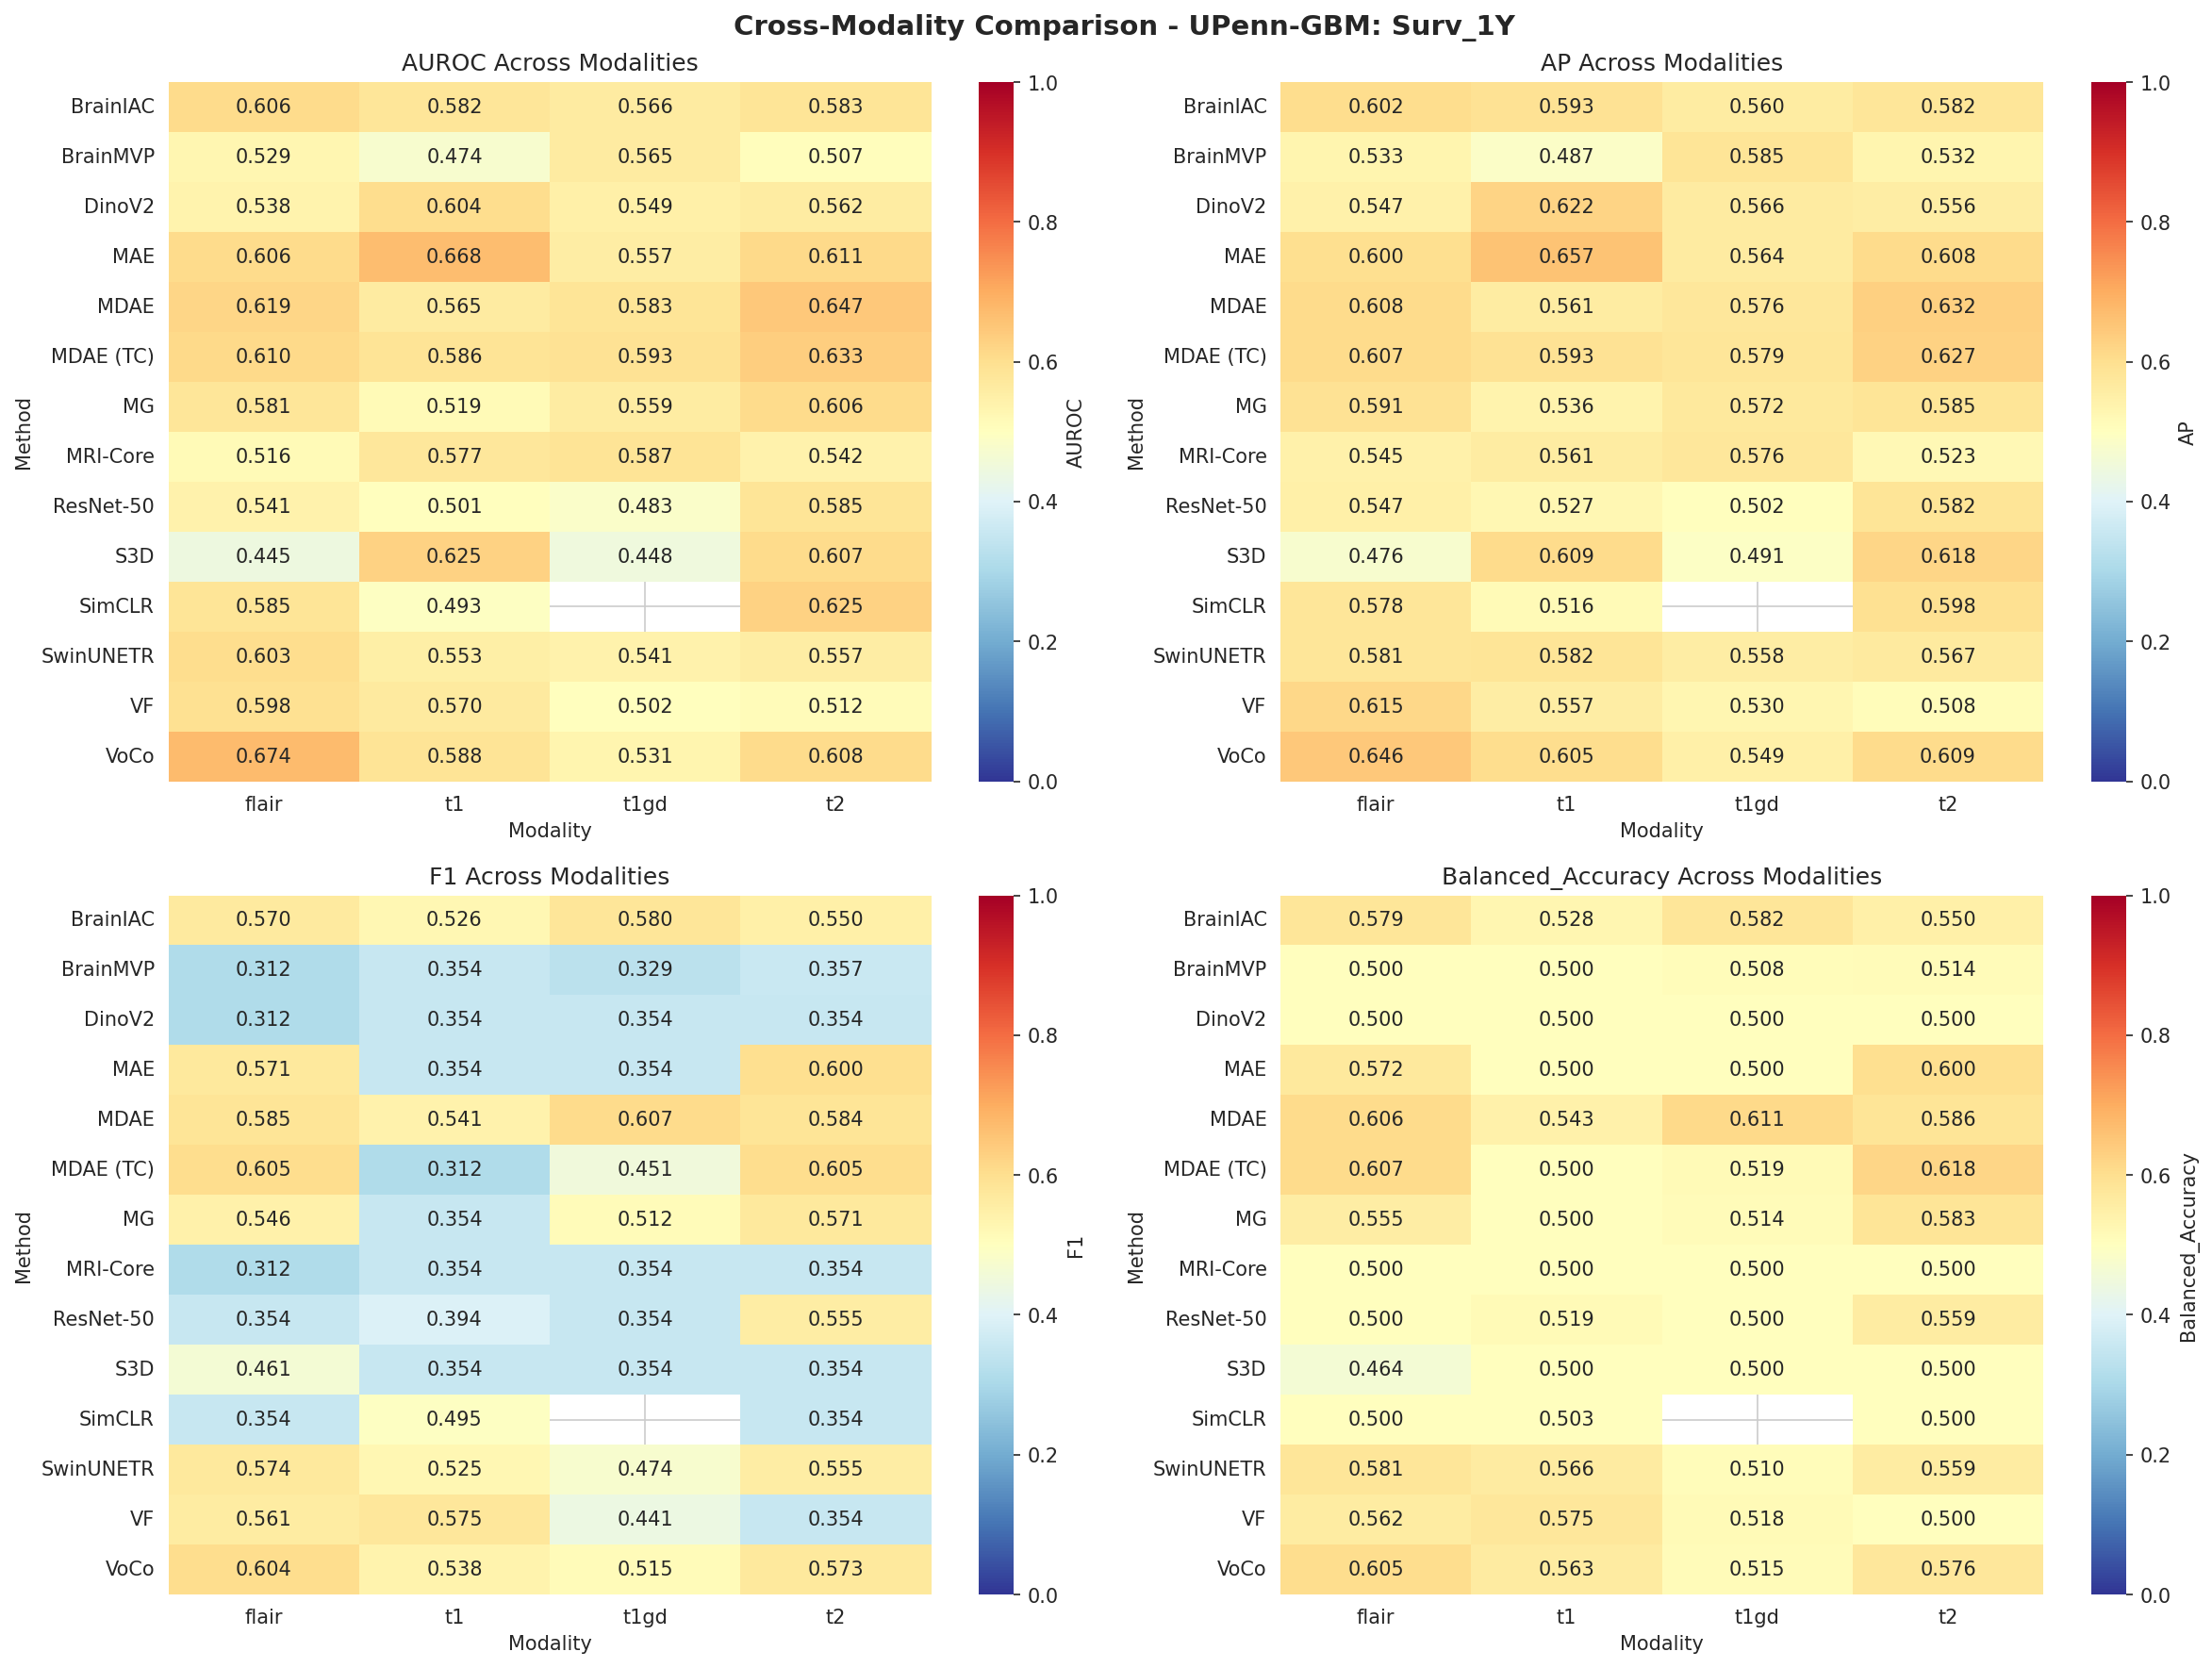 Cross-Modality Comparison - UPenn-GBM: Surv_1Y
AUROC Across Modalities
Method
BrainIAC 0.606 0.582 0.566 0.583
BrainMVP 0.529 0.474 0.565 0.507
DinoV2 0.538 0.604 0.549 0.562
MAE 0.606 0.668 0.557 0.611
MDAE 0.619 0.565 0.583 0.647
MDAE (TC) 0.610 0.586 0.593 0.633
MG 0.581 0.519 0.559 0.606
MRI-Core 0.516 0.577 0.587 0.542
ResNet-50 0.541 0.501 0.483 0.585
S3D 0.445 0.625 0.448 0.607
SimCLR 0.585 0.493 0.625
SwinUNETR 0.603 0.553 0.541 0.557
VF 0.598 0.570 0.502 0.512
VoCo 0.674 0.588 0.531 0.608
flair t1 t1gd t2
Modality
1.0
0.8
0.6
0.4
0.2
0.0
AUROC
AP Across Modalities
Method
BrainIAC 0.602 0.593 0.560 0.582
BrainMVP 0.533 0.487 0.585 0.532
DinoV2 0.547 0.622 0.566 0.556
MAE 0.600 0.657 0.564 0.608
MDAE 0.608 0.561 0.576 0.632
MDAE (TC) 0.607 0.593 0.579 0.627
MG 0.591 0.536 0.572 0.585
MRI-Core 0.545 0.561 0.576 0.523
ResNet-50 0.547 0.527 0.502 0.582
S3D 0.476 0.609 0.491 0.618
SimCLR 0.578 0.516 0.598
SwinUNETR 0.581 0.582 0.558 0.567
VF 0.615 0.557 0.530 0.508
VoCo 0.646 0.605 0.549 0.609
flair t1 t1gd t2
Modality
1.0
0.8
0.6
0.4
0.2
0.0
AP
F1 Across Modalities
Method
BrainIAC 0.570 0.526 0.580 0.550
BrainMVP 0.312 0.354 0.329 0.357
DinoV2 0.312 0.354 0.354 0.354
MAE 0.571 0.354 0.354 0.600
MDAE 0.585 0.541 0.607 0.584
MDAE (TC) 0.605 0.312 0.451 0.605
MG 0.546 0.354 0.512 0.571
MRI-Core 0.312 0.354 0.354 0.354
ResNet-50 0.354 0.394 0.354 0.555
S3D 0.461 0.354 0.354 0.354
SimCLR 0.354 0.495 0.354
SwinUNETR 0.574 0.525 0.474 0.555
VF 0.561 0.575 0.441 0.354
VoCo 0.604 0.538 0.515 0.573
flair t1 t1gd t2
Modality
1.0
0.8
0.6
0.4
0.2
0.0
F1
Balanced_Accuracy Across Modalities
Method
BrainIAC 0.579 0.528 0.582 0.550
BrainMVP 0.500 0.500 0.508 0.514
DinoV2 0.500 0.500 0.500 0.500
MAE 0.572 0.500 0.500 0.600
MDAE 0.606 0.543 0.611 0.586
MDAE (TC) 0.607 0.500 0.519 0.618
MG 0.555 0.500 0.514 0.583
MRI-Core 0.500 0.500 0.500 0.500
ResNet-50 0.500 0.519 0.500 0.559
S3D 0.464 0.500 0.500 0.500
SimCLR 0.500 0.503 0.500
SwinUNETR 0.581 0.566 0.510 0.559
VF 0.562 0.575 0.518 0.500
VoCo 0.605 0.563 0.515 0.576
flair t1 t1gd t2
Modality
1.0
0.8
0.6
0.4
0.2
0.0
Balanced_Accuracy